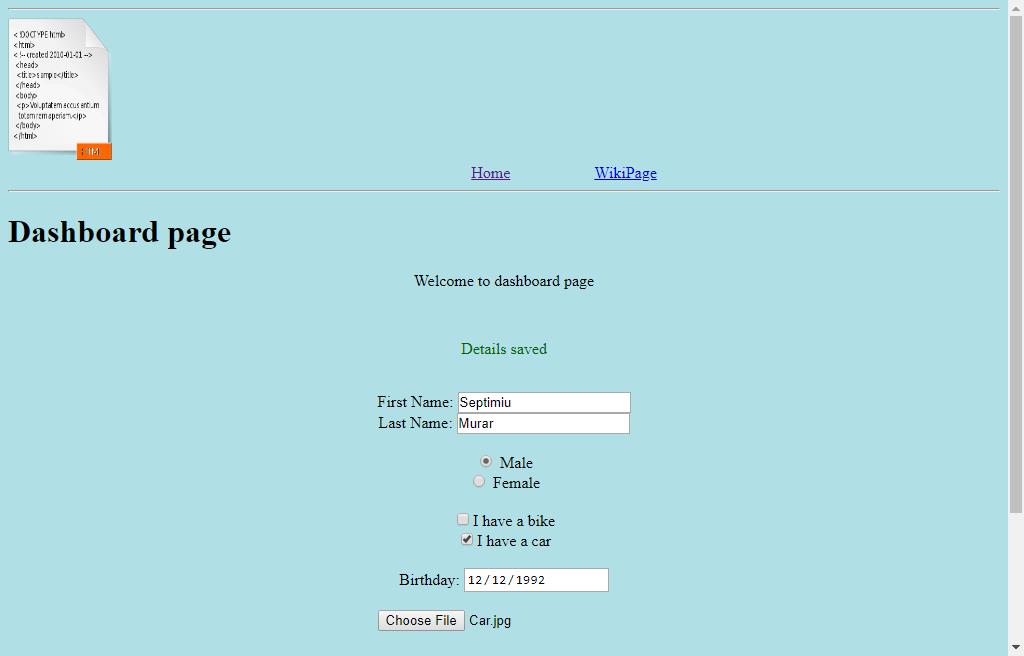 < !DOCTYPE html>
< html>
< !-- created 2010-01-01 -->
<head>
<title>sample</title>
</head>
<body>
<p>Voluptatem accusantium
totam rem aperiam.</p>
</body>
</html>
HTML
Home WikiPage
Dashboard page
Welcome to dashboard page
Details saved
First Name: Septimiu
Last Name: Murar
Male
Female
I have a bike
I have a car
Birthday: 12/12/1992
Choose File Car.jpg